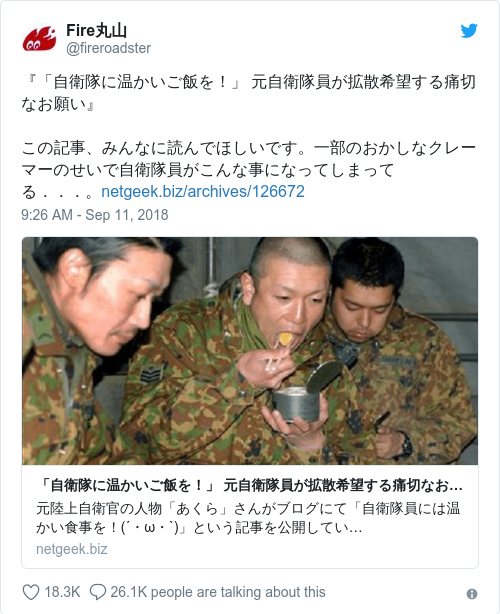 Fire丸山
@fireroadster
『「自衛隊に温かいご飯を！」 元自衛隊員が拡散希望する痛切
なお願い』
この記事、みんなに読んでほしいです。一部のおかしなクレー
マーのせいで自衛隊員がこんな事になってしまって
る．．．。netgeek.biz/archives/126672
9:26 AM - Sep 11, 2018
「自衛隊に温かいご飯を！」 元自衛隊員が拡散希望する痛切なお…
元陸上自衛官の人物「あくら」さんがブログにて「自衛隊員には温
かい食事を！(´・ω・`)」という記事を公開してい…
netgeek.biz
18.3K
26.1K people are talking about this